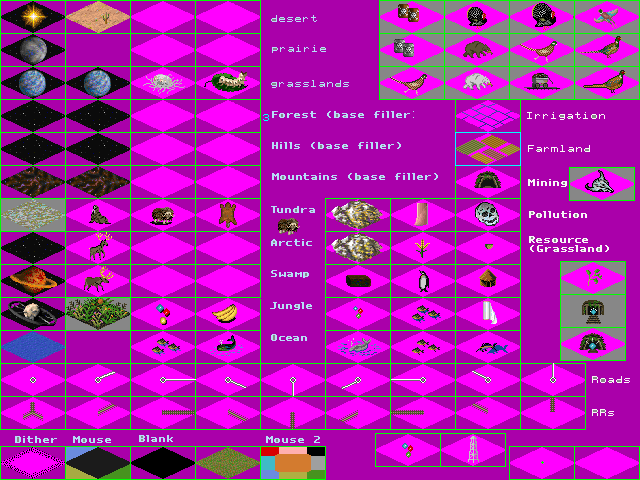 desert
prairie
grasslands
3Forest (base filler)
Irrigation
Hills (base filler)
Farmland
Mountains (base filler)
Mining
Tundra
Pollution
Arctic
Resource
(Grassland)
Swamp
Jungle
Ocean
Roads
RRs
Dither Mouse Blank Mouse 2